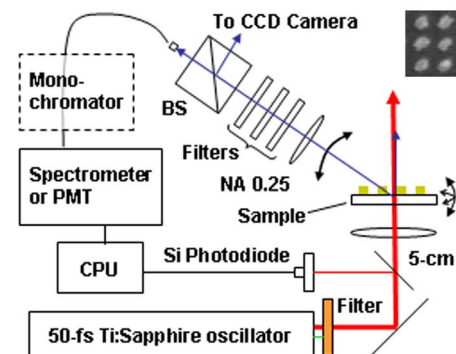 To CCD Camera
Mono-
chromator
BS
Filters
NA 0.25
Spectrometer
or PMT
Sample
CPU
Si Photodiode
5-cm
Filter
50-fs Ti:Sapphire oscillator